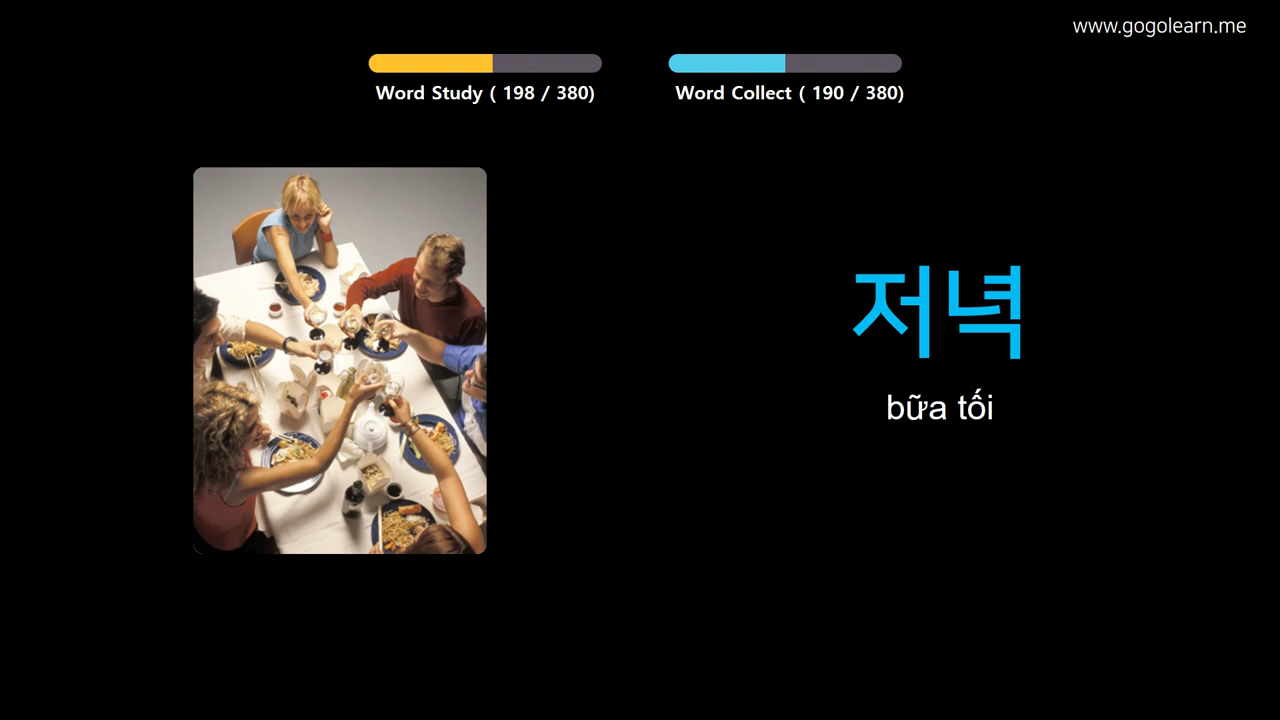 www.gogolearn.me
Word Study ( 198 / 380)
Word Collect ( 190 / 380)
저녁
bữa tối